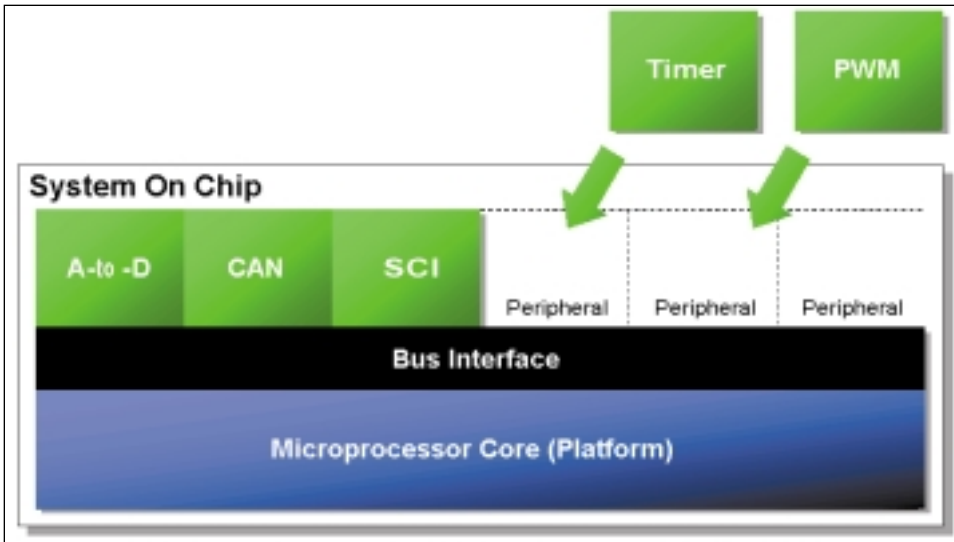 Timer
PWM
System On Chip
A-to -D
CAN
SCI
Peripheral
Peripheral
Peripheral
Bus Interface
Microprocessor Core (Platform)